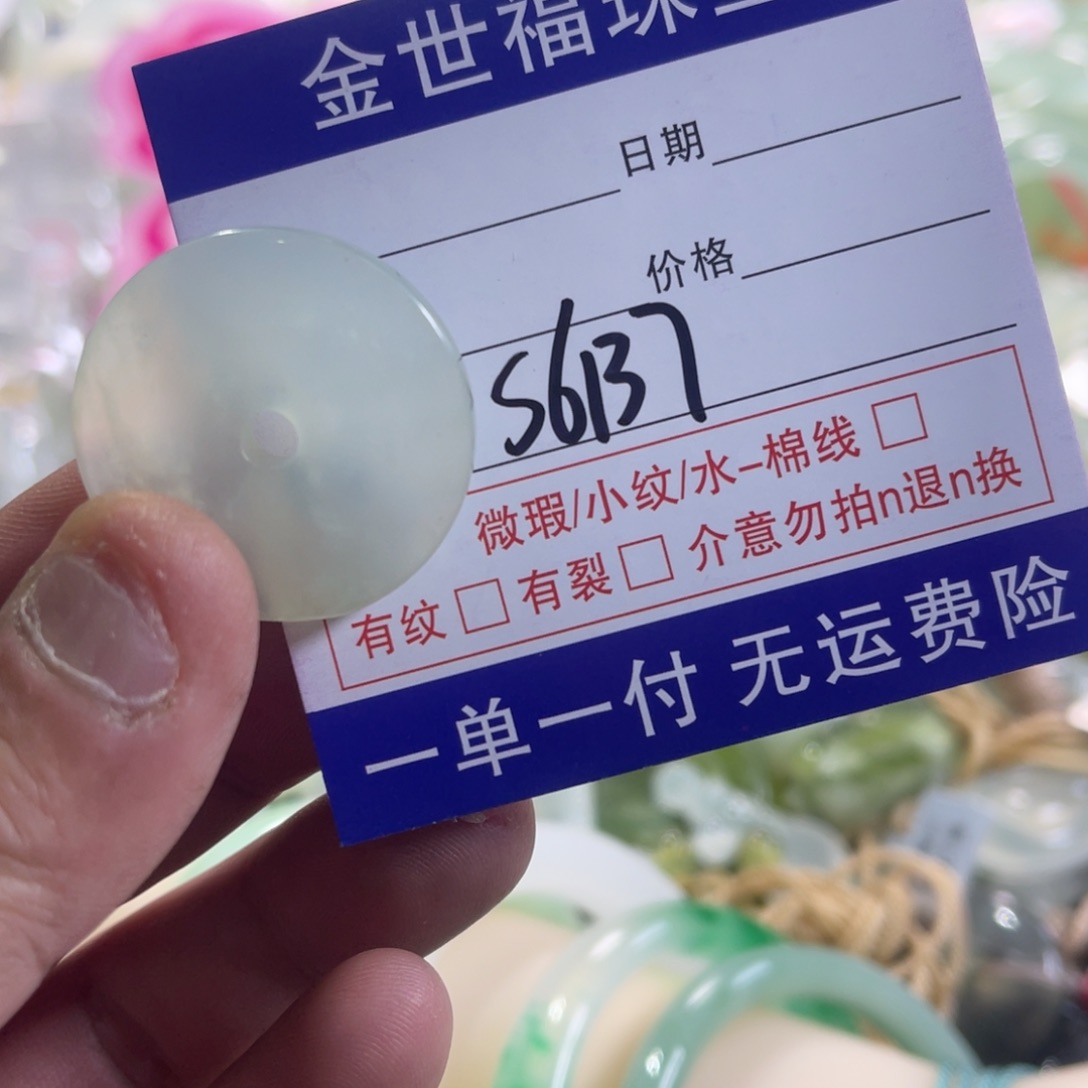 金世福珠
日期
价格
S6137
微瑕/小纹/水-棉线
有纹 有裂 介意勿拍n退n换
一单一付 无运费险